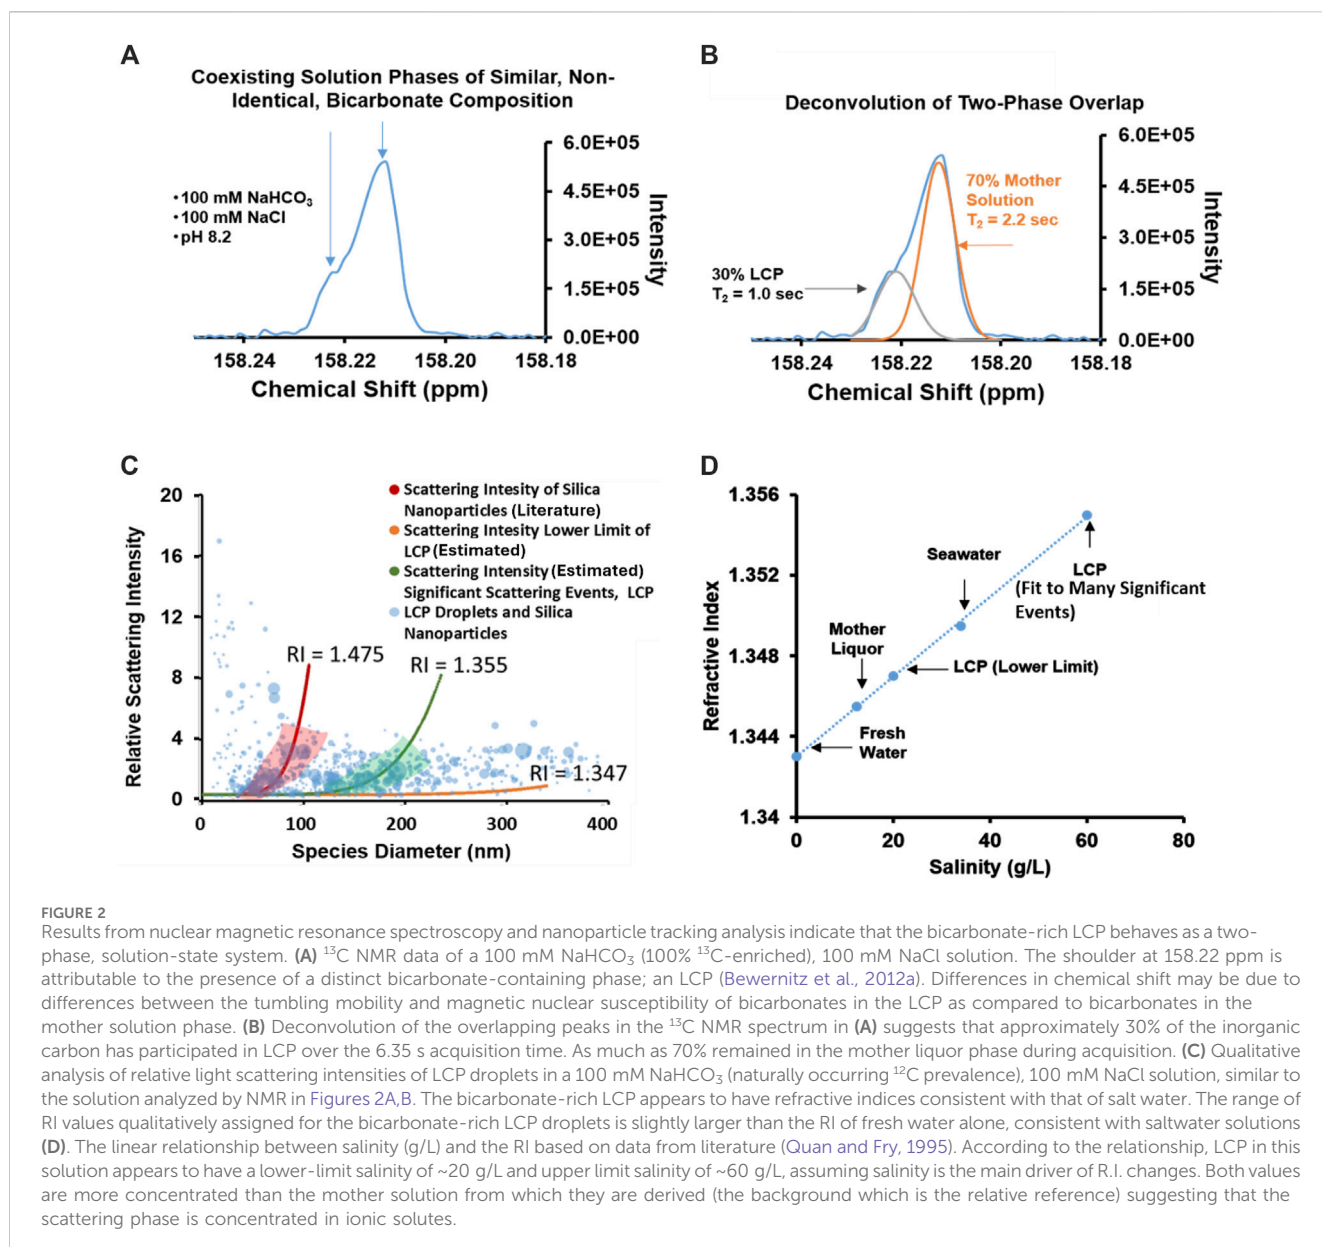 A
Coexisting Solution Phases of Similar, Non-
Identical, Bicarbonate Composition
•100 mM NaHCO₃
•100 mM NaCl
•pH 8.2
6.0E+05
4.5E+05
3.0E+05
1.5E+05
0.0E+00
Intensity
158.24 158.22 158.20 158.18
Chemical Shift (ppm)
B
Deconvolution of Two-Phase Overlap
70% Mother
Solution
T₂ = 2.2 sec
30% LCP
T₂ = 1.0 sec
6.0E+05
4.5E+05
3.0E+05
1.5E+05
0.0E+00
Intensity
158.24 158.22 158.20 158.18
Chemical Shift (ppm)
C
Relative Scattering Intensity
20
16
12
8
4
0
Scattering Intesity of Silica
Nanoparticles (Literature)
Scattering Intesity Lower Limit of
LCP (Estimated)
Scattering Intensity (Estimated)
Significant Scattering Events, LCP
LCP Droplets and Silica
Nanoparticles
RI = 1.475
RI = 1.355
RI = 1.347
0 100 200 300 400
Species Diameter (nm)
D
Refractive Index
1.356
1.352
1.348
1.344
1.34
Seawater
LCP
(Fit to Many Significant
Events)
Mother
Liquor
LCP (Lower Limit)
Fresh
Water
0 20 40 60 80
Salinity (g/L)
FIGURE 2
Results from nuclear magnetic resonance spectroscopy and nanoparticle tracking analysis indicate that the bicarbonate-rich LCP behaves as a two-
phase, solution-state system. (A) ¹³C NMR data of a 100 mM NaHCO₃ (100% ¹³C-enriched), 100 mM NaCl solution. The shoulder at 158.22 ppm is
attributable to the presence of a distinct bicarbonate-containing phase; an LCP (Bewernitz et al., 2012a). Differences in chemical shift may be due to
differences between the tumbling mobility and magnetic nuclear susceptibility of bicarbonates in the LCP as compared to bicarbonates in the
mother solution phase. (B) Deconvolution of the overlapping peaks in the ¹³C NMR spectrum in (A) suggests that approximately 30% of the inorganic
carbon has participated in LCP over the 6.35 s acquisition time. As much as 70% remained in the mother liquor phase during acquisition. (C) Qualitative
analysis of relative light scattering intensities of LCP droplets in a 100 mM NaHCO₃ (naturally occurring ¹²C prevalence), 100 mM NaCl solution, similar to
the solution analyzed by NMR in Figures 2A,B. The bicarbonate-rich LCP appears to have refractive indices consistent with that of salt water. The range of
RI values qualitatively assigned for the bicarbonate-rich LCP droplets is slightly larger than the RI of fresh water alone, consistent with saltwater solutions
(D). The linear relationship between salinity (g/L) and the RI based on data from literature (Quan and Fry, 1995). According to the relationship, LCP in this
solution appears to have a lower-limit salinity of ~20 g/L and upper limit salinity of ~60 g/L, assuming salinity is the main driver of R.I. changes. Both values
are more concentrated than the mother solution from which they are derived (the background which is the relative reference) suggesting that the
scattering phase is concentrated in ionic solutes.